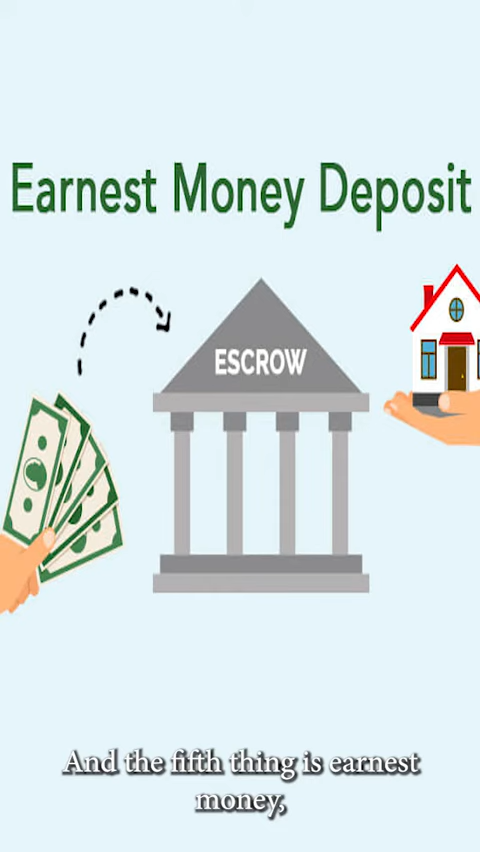 Earnest Money Deposit
ESCROW
And the fifth thing is earnest
money,